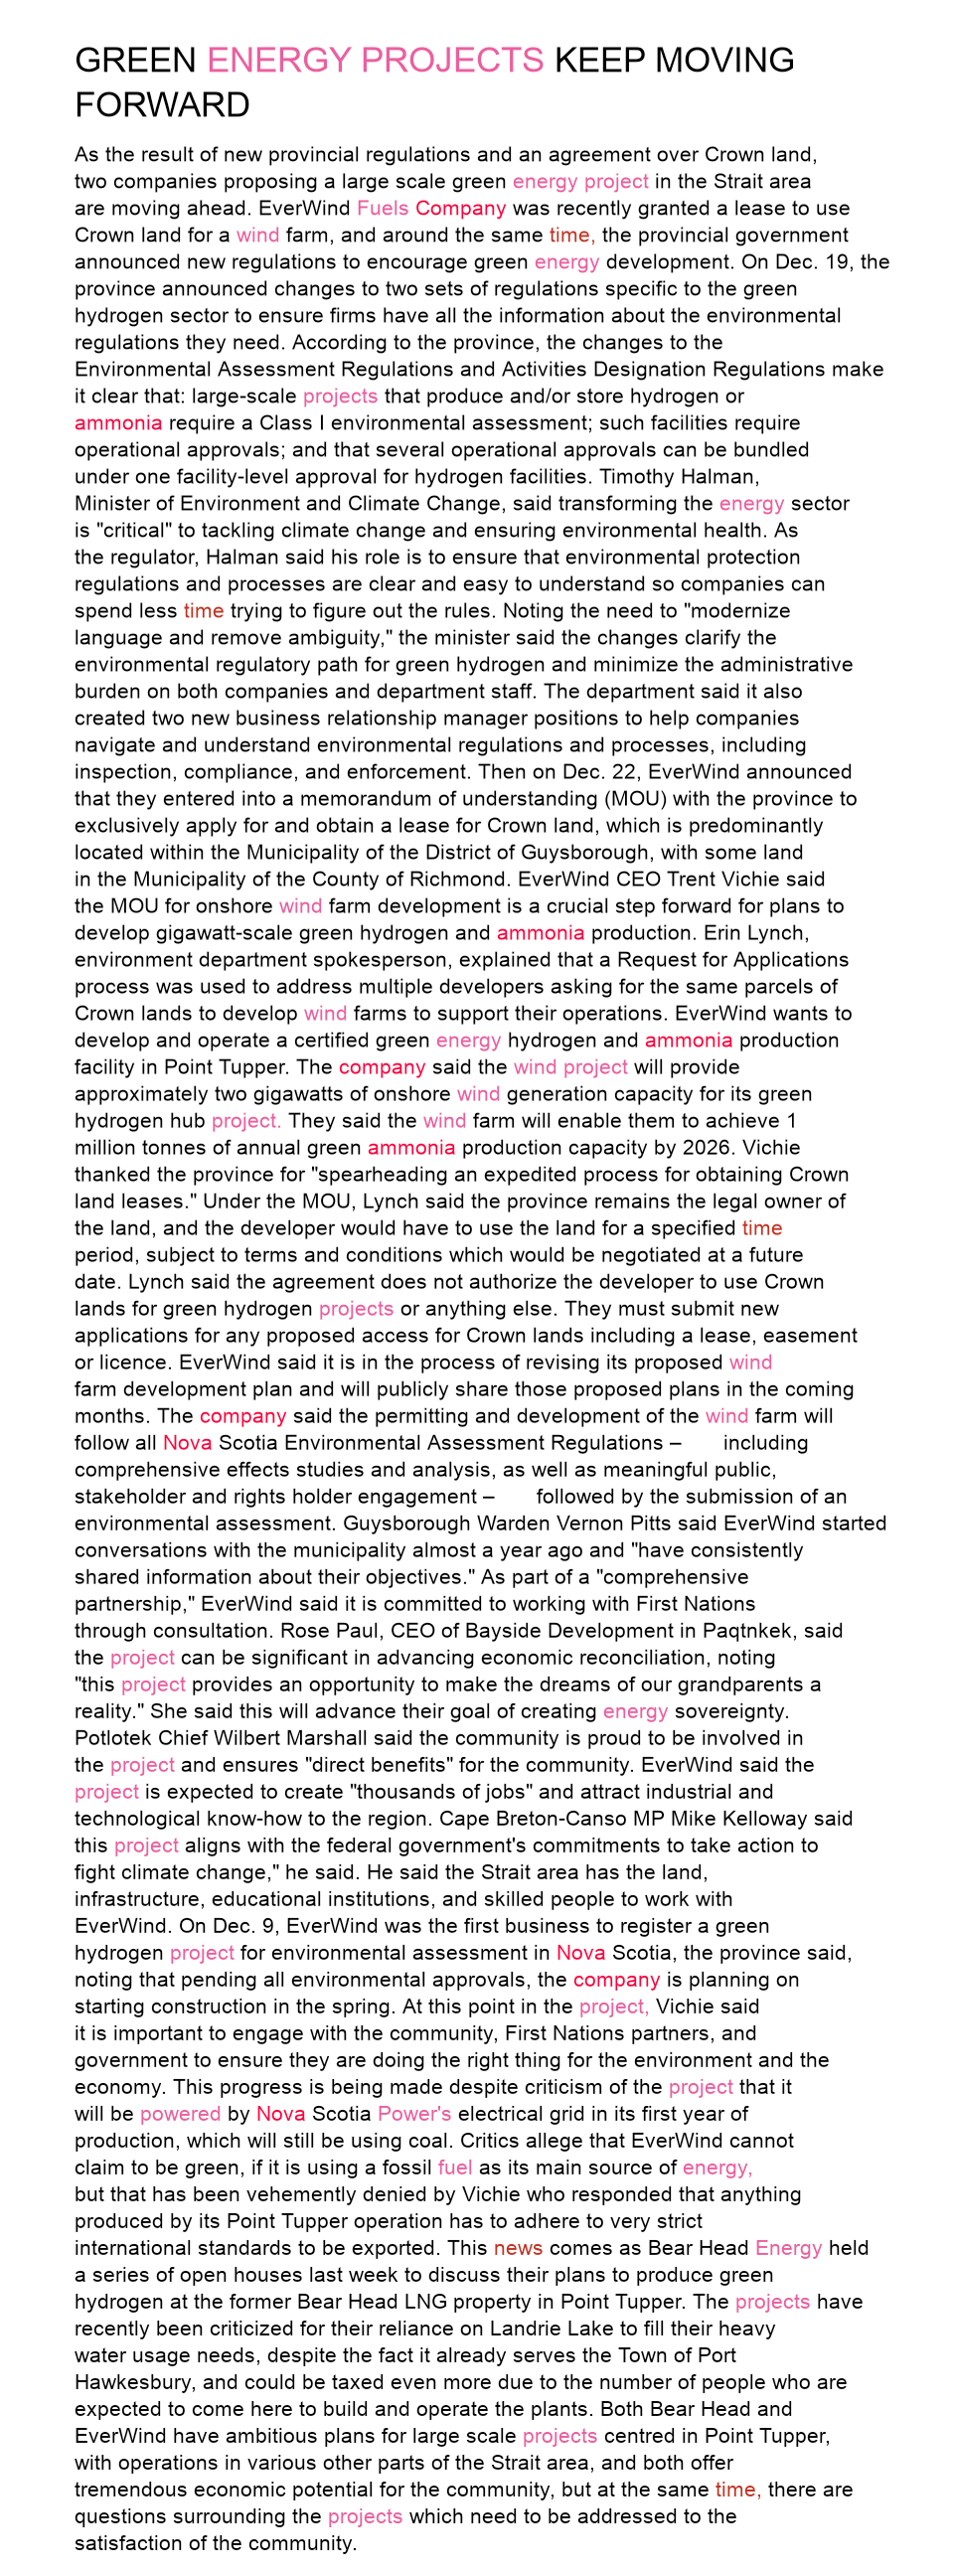 GREEN ENERGY PROJECTS KEEP MOVING
FORWARD
As the result of new provincial regulations and an agreement over Crown land,
two companies proposing a large scale green energy project in the Strait area
are moving ahead. EverWind Fuels Company was recently granted a lease to use
Crown land for a wind farm, and around the same time, the provincial government
announced new regulations to encourage green energy development. On Dec. 19, the
province announced changes to two sets of regulations specific to the green
hydrogen sector to ensure firms have all the information about the environmental
regulations they need. According to the province, the changes to the
Environmental Assessment Regulations and Activities Designation Regulations make
it clear that: large-scale projects that produce and/or store hydrogen or
ammonia require a Class I environmental assessment; such facilities require
operational approvals; and that several operational approvals can be bundled
under one facility-level approval for hydrogen facilities. Timothy Halman,
Minister of Environment and Climate Change, said transforming the energy sector
is "critical" to tackling climate change and ensuring environmental health. As
the regulator, Halman said his role is to ensure that environmental protection
regulations and processes are clear and easy to understand so companies can
spend less time trying to figure out the rules. Noting the need to "modernize
language and remove ambiguity," the minister said the changes clarify the
environmental regulatory path for green hydrogen and minimize the administrative
burden on both companies and department staff. The department said it also
created two new business relationship manager positions to help companies
navigate and understand environmental regulations and processes, including
inspection, compliance, and enforcement. Then on Dec. 22, EverWind announced
that they entered into a memorandum of understanding (MOU) with the province to
exclusively apply for and obtain a lease for Crown land, which is predominantly
located within the Municipality of the District of Guysborough, with some land
in the Municipality of the County of Richmond. EverWind CEO Trent Vichie said
the MOU for onshore wind farm development is a crucial step forward for plans to
develop gigawatt-scale green hydrogen and ammonia production. Erin Lynch,
environment department spokesperson, explained that a Request for Applications
process was used to address multiple developers asking for the same parcels of
Crown lands to develop wind farms to support their operations. EverWind wants to
develop and operate a certified green energy hydrogen and ammonia production
facility in Point Tupper. The company said the wind project will provide
approximately two gigawatts of onshore wind generation capacity for its green
hydrogen hub project. They said the wind farm will enable them to achieve 1
million tonnes of annual green ammonia production capacity by 2026. Vichie
thanked the province for "spearheading an expedited process for obtaining Crown
land leases." Under the MOU, Lynch said the province remains the legal owner of
the land, and the developer would have to use the land for a specified time
period, subject to terms and conditions which would be negotiated at a future
date. Lynch said the agreement does not authorize the developer to use Crown
lands for green hydrogen projects or anything else. They must submit new
applications for any proposed access for Crown lands including a lease, easement
or licence. EverWind said it is in the process of revising its proposed wind
farm development plan and will publicly share those proposed plans in the coming
months. The company said the permitting and development of the wind farm will
follow all Nova Scotia Environmental Assessment Regulations – including
comprehensive effects studies and analysis, as well as meaningful public,
stakeholder and rights holder engagement – followed by the submission of an
environmental assessment. Guysborough Warden Vernon Pitts said EverWind started
conversations with the municipality almost a year ago and "have consistently
shared information about their objectives." As part of a "comprehensive
partnership," EverWind said it is committed to working with First Nations
through consultation. Rose Paul, CEO of Bayside Development in Paqtnkek, said
the project can be significant in advancing economic reconciliation, noting
"this project provides an opportunity to make the dreams of our grandparents a
reality." She said this will advance their goal of creating energy sovereignty.
Potlotek Chief Wilbert Marshall said the community is proud to be involved in
the project and ensures "direct benefits" for the community. EverWind said the
project is expected to create "thousands of jobs" and attract industrial and
technological know-how to the region. Cape Breton-Canso MP Mike Kelloway said
this project aligns with the federal government's commitments to take action to
fight climate change," he said. He said the Strait area has the land,
infrastructure, educational institutions, and skilled people to work with
EverWind. On Dec. 9, EverWind was the first business to register a green
hydrogen project for environmental assessment in Nova Scotia, the province said,
noting that pending all environmental approvals, the company is planning on
starting construction in the spring. At this point in the project, Vichie said
it is important to engage with the community, First Nations partners, and
government to ensure they are doing the right thing for the environment and the
economy. This progress is being made despite criticism of the project that it
will be powered by Nova Scotia Power's electrical grid in its first year of
production, which will still be using coal. Critics allege that EverWind cannot
claim to be green, if it is using a fossil fuel as its main source of energy,
but that has been vehemently denied by Vichie who responded that anything
produced by its Point Tupper operation has to adhere to very strict
international standards to be exported. This news comes as Bear Head Energy held
a series of open houses last week to discuss their plans to produce green
hydrogen at the former Bear Head LNG property in Point Tupper. The projects have
recently been criticized for their reliance on Landrie Lake to fill their heavy
water usage needs, despite the fact it already serves the Town of Port
Hawkesbury, and could be taxed even more due to the number of people who are
expected to come here to build and operate the plants. Both Bear Head and
EverWind have ambitious plans for large scale projects centred in Point Tupper,
with operations in various other parts of the Strait area, and both offer
tremendous economic potential for the community, but at the same time, there are
questions surrounding the projects which need to be addressed to the
satisfaction of the community.